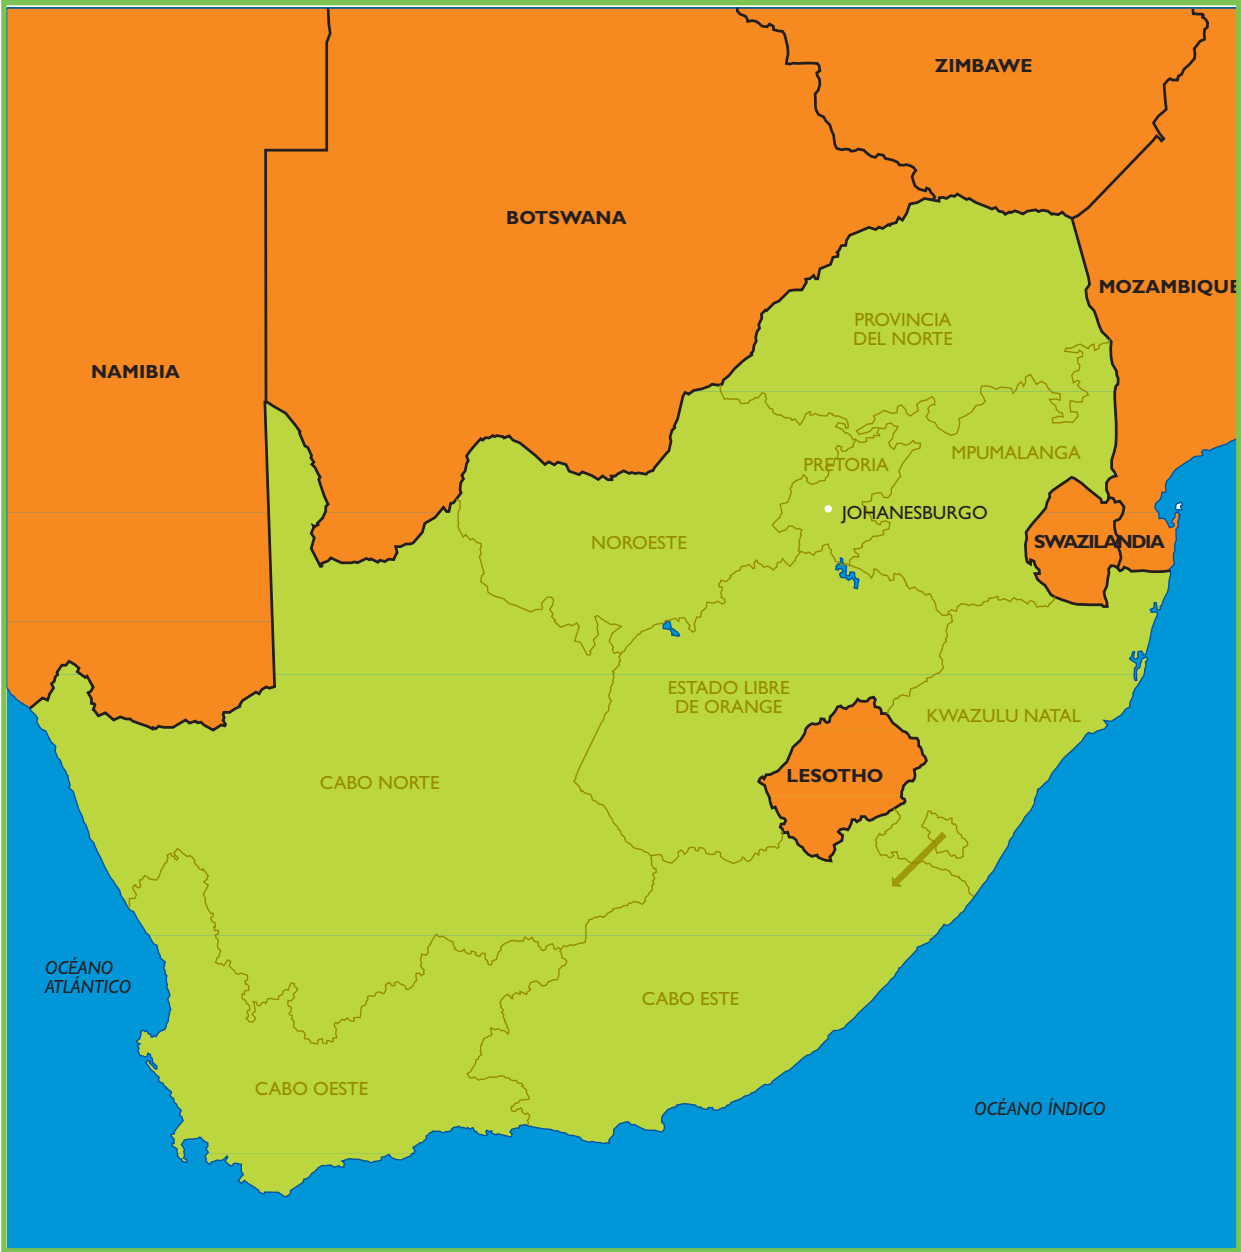 ZIMBAWE
BOTSWANA
MOZAMBIQUE
PROVINCIA
DEL NORTE
NAMIBIA
MPUMALANGA
PRETORIA
JOHANESBURGO
NOROESTE
SWAZILANDIA
ESTADO LIBRE
DE ORANGE
KWAZULU NATAL
LESOTHO
CABO NORTE
OCÉANO
ATLÁNTICO
CABO ESTE
CABO OESTE
OCÉANO ÍNDICO